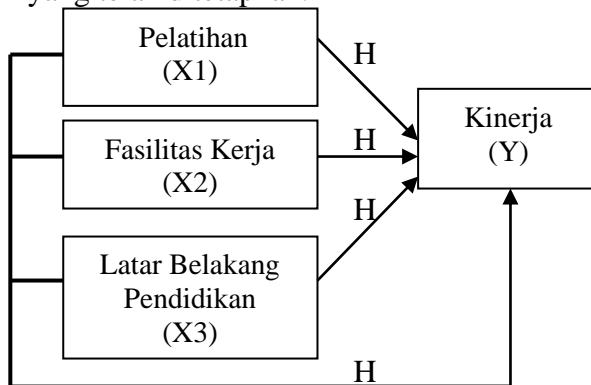 Pelatihan
(X1)
H
Fasilitas Kerja
(X2)
H
Kinerja
(Y)
H
Latar Belakang
Pendidikan
(X3)
H